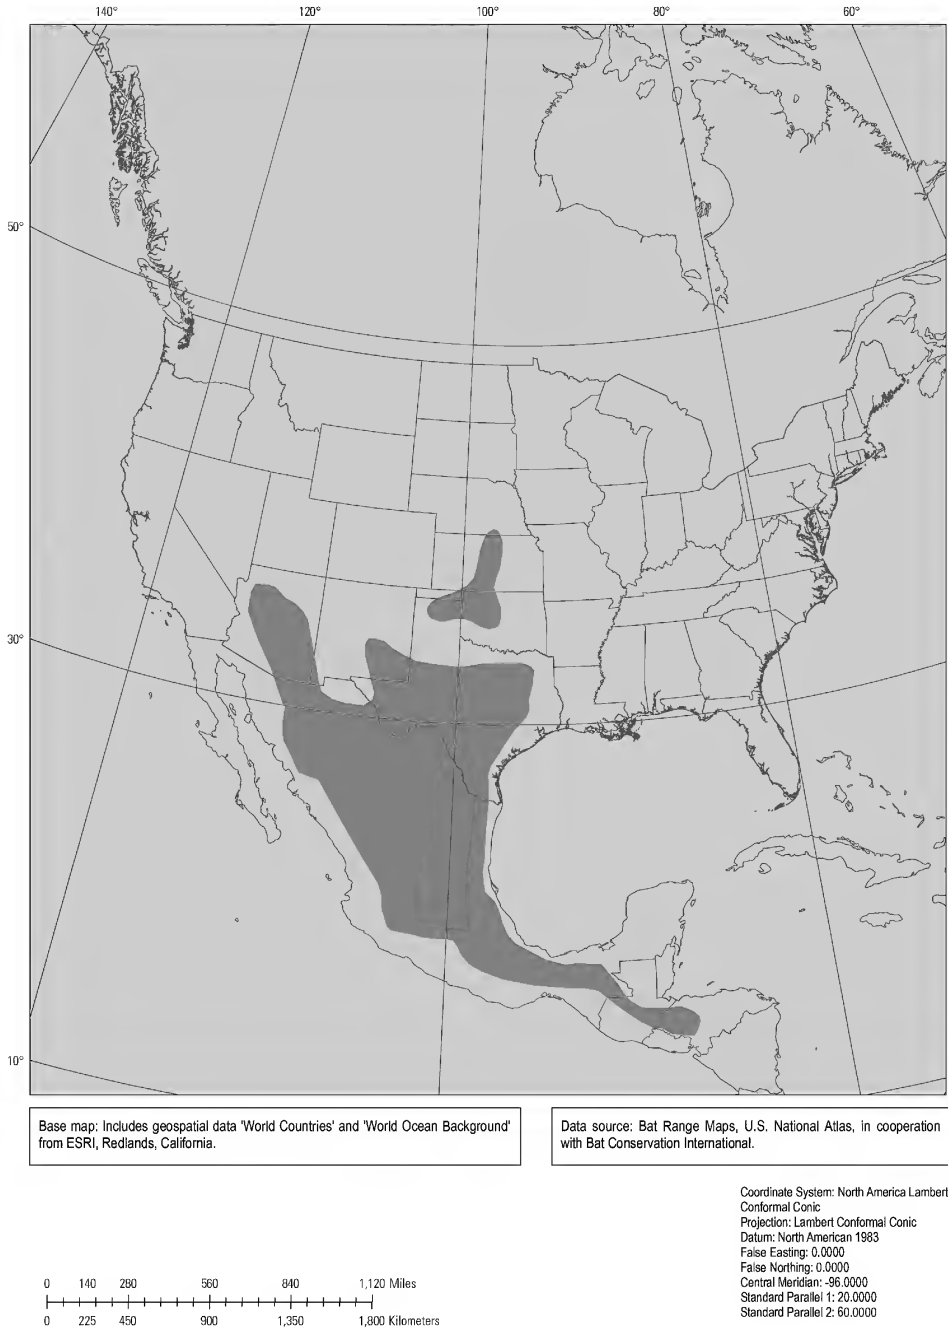 140° 120° 100° 80° 60°
50°
30°
10°
Base map: Includes geospatial data 'World Countries' and 'World Ocean Background'
from ESRI, Redlands, California.
Data source: Bat Range Maps, U.S. National Atlas, in cooperation
with Bat Conservation International.
Coordinate System: North America Lambert
Conformal Conic
Projection: Lambert Conformal Conic
Datum: North American 1983
False Easting: 0.0000
False Northing: 0.0000
Central Meridian: -96.0000
Standard Parallel 1: 20.0000
Standard Parallel 2: 60.0000
0 140 280 560 840 1,120 Miles
0 225 450 900 1,350 1,800 Kilometers